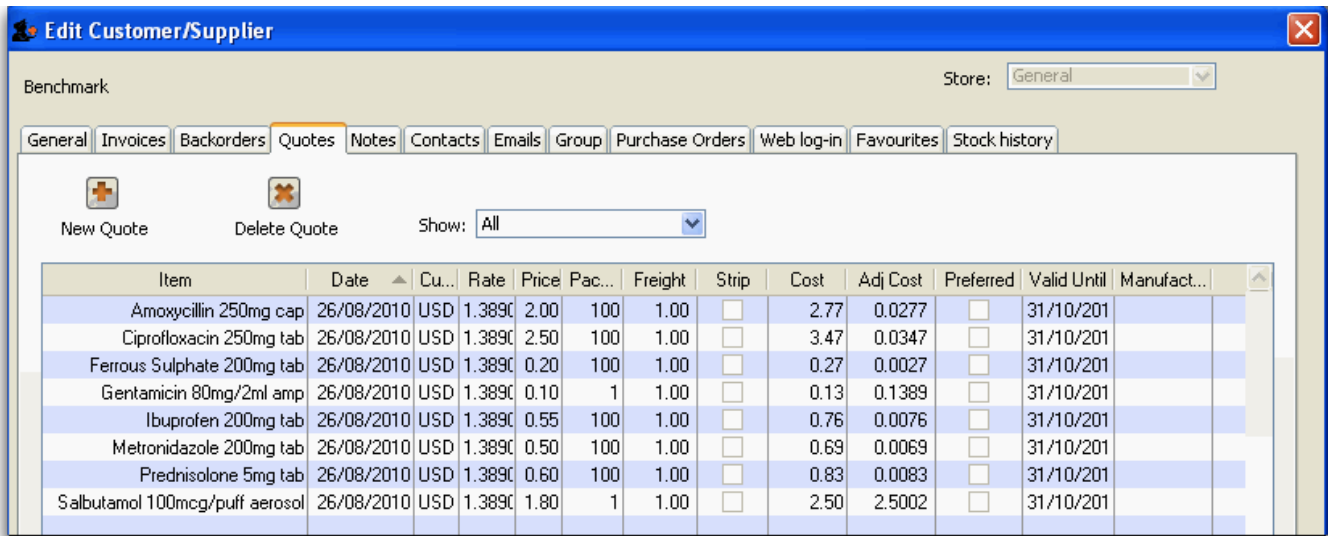 Edit Customer/Supplier
Benchmark Store: General
General Invoices Backorders Quotes Notes Contacts Emails Group Purchase Orders Web log-in Favourites Stock history
New Quote Delete Quote Show: All
Item Date Cu... Rate Price Pac... Freight Strip Cost Adj Cost Preferred Valid Until Manufact...
Amoxycillin 250mg cap 26/08/2010 USD 1.3890 2.00 100 1.00 2.77 0.0277 31/10/201
Ciprofloxacin 250mg tab 26/08/2010 USD 1.3890 2.50 100 1.00 3.47 0.0347 31/10/201
Ferrous Sulphate 200mg tab 26/08/2010 USD 1.3890 0.20 100 1.00 0.27 0.0027 31/10/201
Gentamicin 80mg/2ml amp 26/08/2010 USD 1.3890 0.10 1 1.00 0.13 0.1389 31/10/201
Ibuprofen 200mg tab 26/08/2010 USD 1.3890 0.55 100 1.00 0.76 0.0076 31/10/201
Metronidazole 200mg tab 26/08/2010 USD 1.3890 0.50 100 1.00 0.69 0.0069 31/10/201
Prednisolone 5mg tab 26/08/2010 USD 1.3890 0.60 100 1.00 0.83 0.0083 31/10/201
Salbutamol 100mcg/puff aerosol 26/08/2010 USD 1.3890 1.80 1 1.00 2.50 2.5002 31/10/201